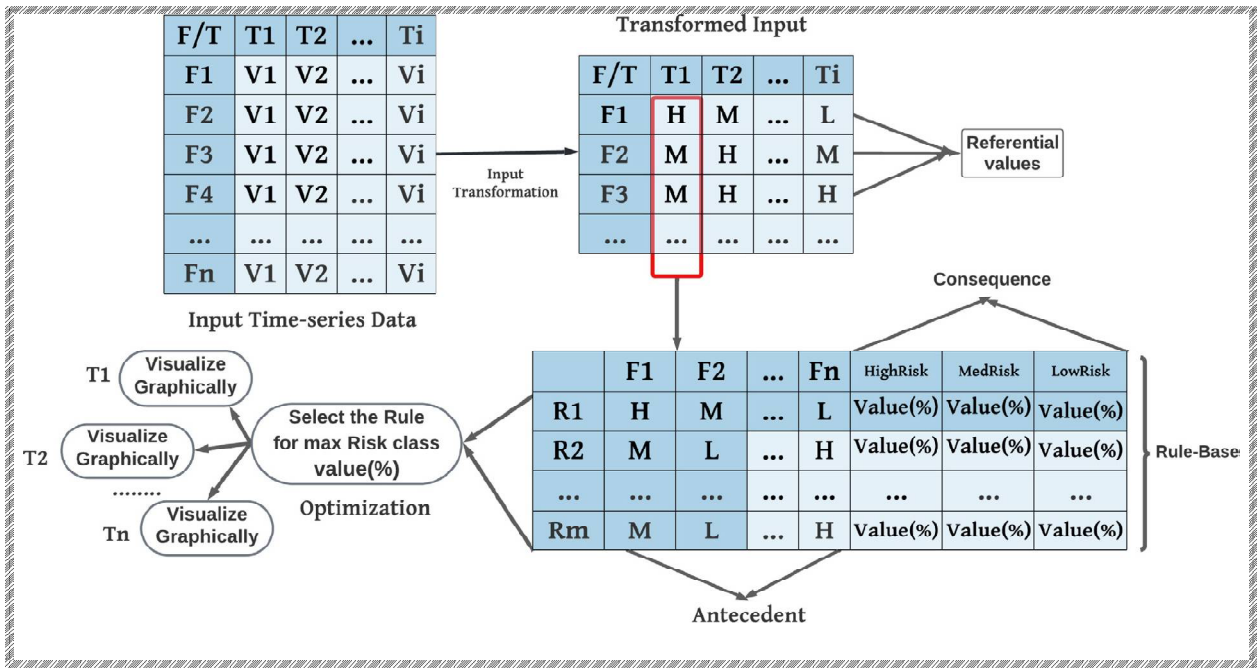 F/T T1 T2 ... Ti
F1 V1 V2 ... Vi
F2 V1 V2 ... Vi
F3 V1 V2 ... Vi
F4 V1 V2 ... Vi
... ... ... ... ...
Fn V1 V2 ... Vi
Input Time-series Data
Input
Transformation
Transformed Input
F/T T1 T2 ... Ti
F1 H M ... L
F2 M H ... M
F3 M H ... H
... ... ... ... ...
Referential
values
Consequence
F1 F2 ... Fn HighRisk MedRisk LowRisk
R1 H M ... L Value(%) Value(%) Value(%)
R2 M L ... H Value(%) Value(%) Value(%)
... ... ... ... ... ... ... ...
Rm M L ... H Value(%) Value(%) Value(%)
Rule-Base
Antecedent
Select the Rule
for max Risk class
value(%)
Optimization
T1
Visualize
Graphically
T2
Visualize
Graphically
........
Tn
Visualize
Graphically